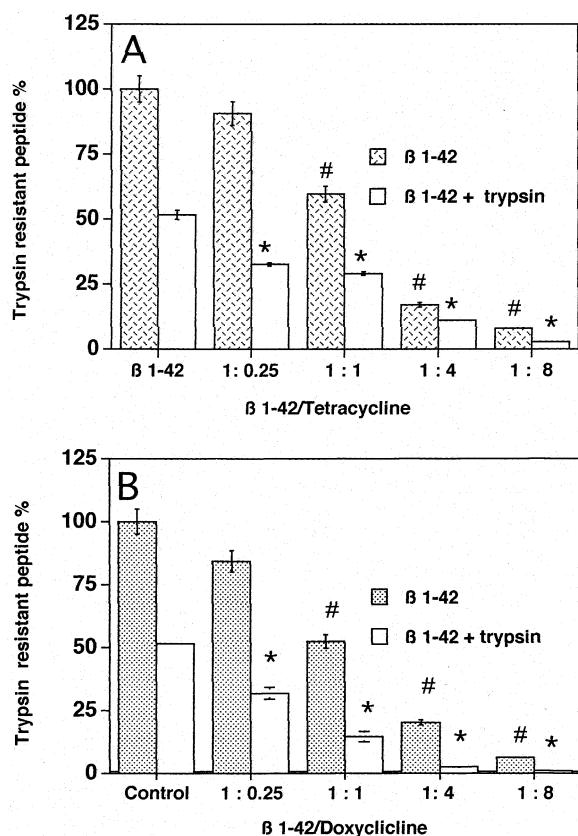 A
Trypsin resistant peptide %
125
100
75
50
25
0
#
ß 1-42
ß 1-42 + trypsin
* * # * # *
ß 1-42 1 : 0.25 1 : 1 1 : 4 1 : 8
ß 1-42/Tetracycline
B
Trypsin resistant peptide %
125
100
75
50
25
0
#
ß 1-42
ß 1-42 + trypsin
* * # * # *
Control 1 : 0.25 1 : 1 1 : 4 1 : 8
ß 1-42/Doxyclicline